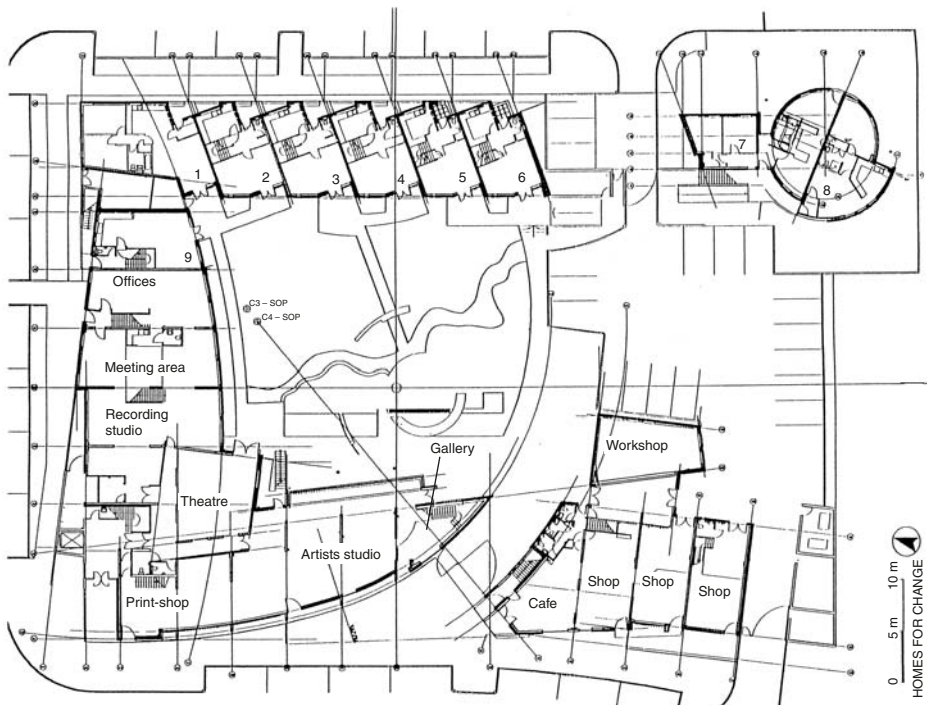 1
2
3
4
5
6
7
8
9
Offices
C3 – SOP
C4 – SOP
Meeting area
Recording
studio
Gallery
Workshop
Theatre
Artists studio
Print-shop
Cafe
Shop
Shop
Shop
0
5 m
10 m
HOMES FOR CHANGE